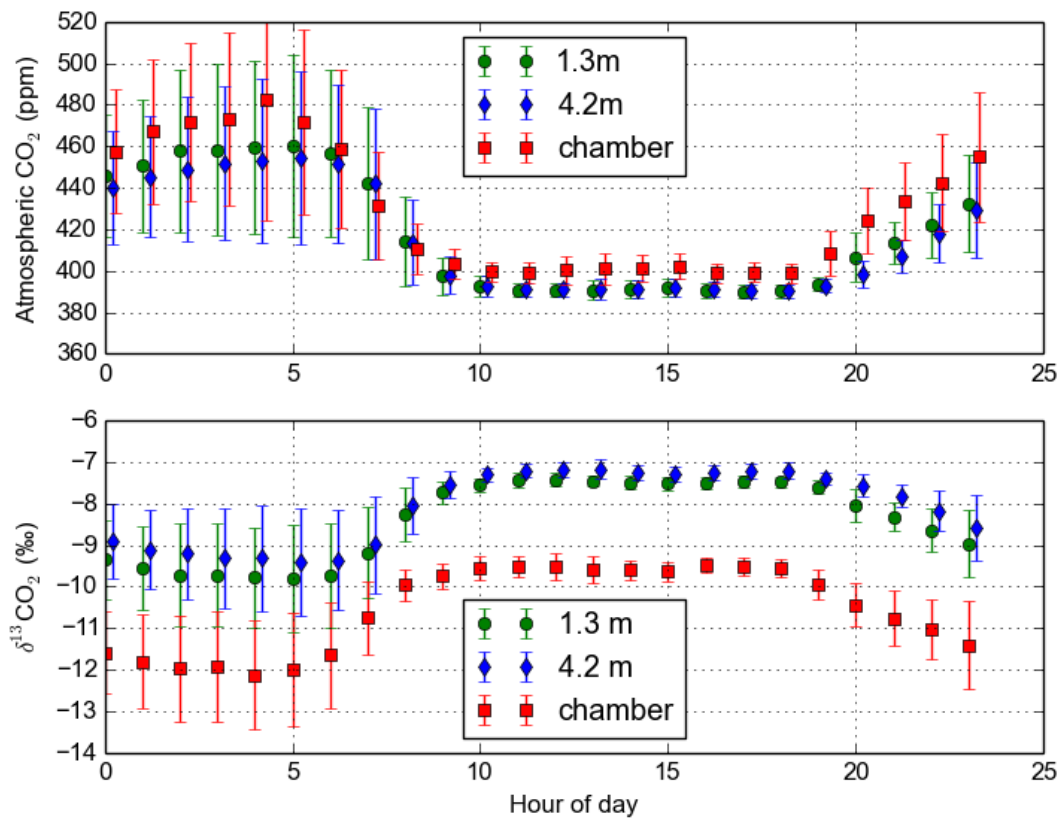 520
500
480
460
440
420
400
380
360
Atmospheric CO₂ (ppm)
1.3m
4.2m
chamber
0 5 10 15 20 25
−6
−7
−8
−9
−10
−11
−12
−13
−14
δ¹³CO₂ (‰)
1.3 m
4.2 m
chamber
0 5 10 15 20 25
Hour of day